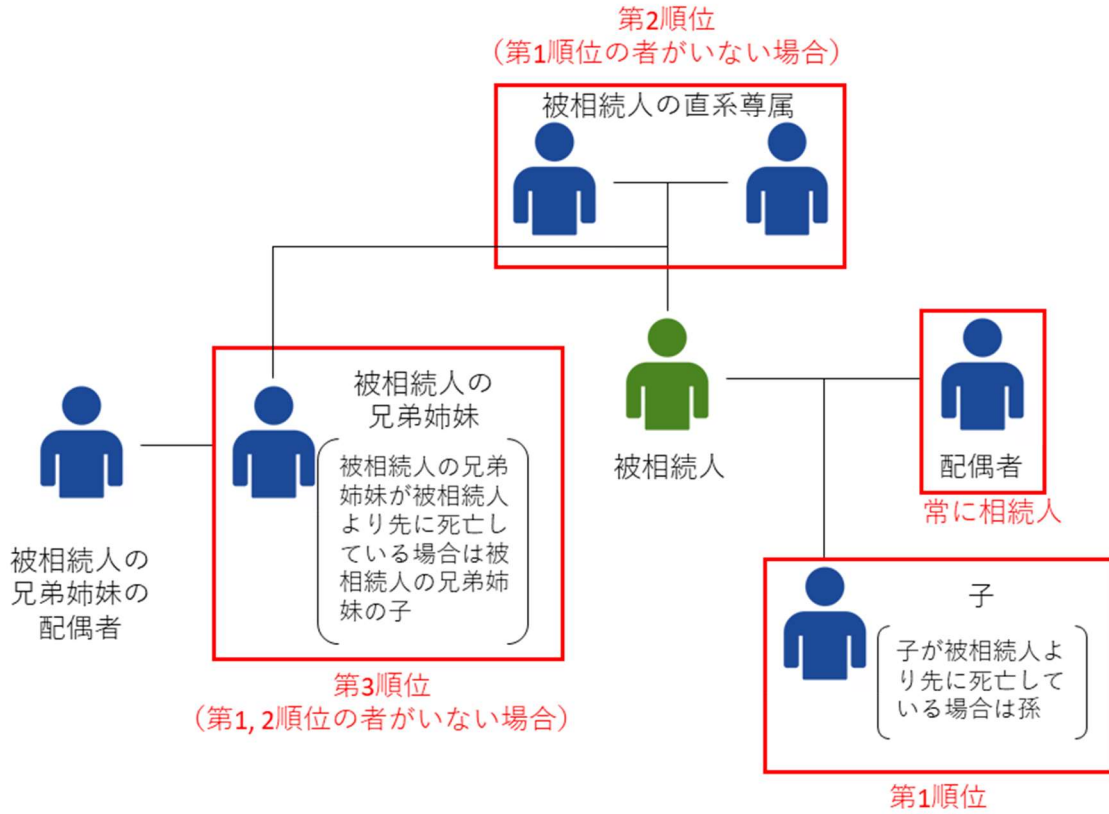 第2順位
（第1順位の者がいない場合）
被相続人の直系尊属
被相続人の
兄弟姉妹
被相続人の兄弟
姉妹が被相続人
より先に死亡し
ている場合は被
相続人の兄弟姉
妹の子
被相続人
配偶者
常に相続人
被相続人の
兄弟姉妹の
配偶者
第3順位
（第1, 2順位の者がいない場合）
子
子が被相続人よ
り先に死亡して
いる場合は孫
第1順位